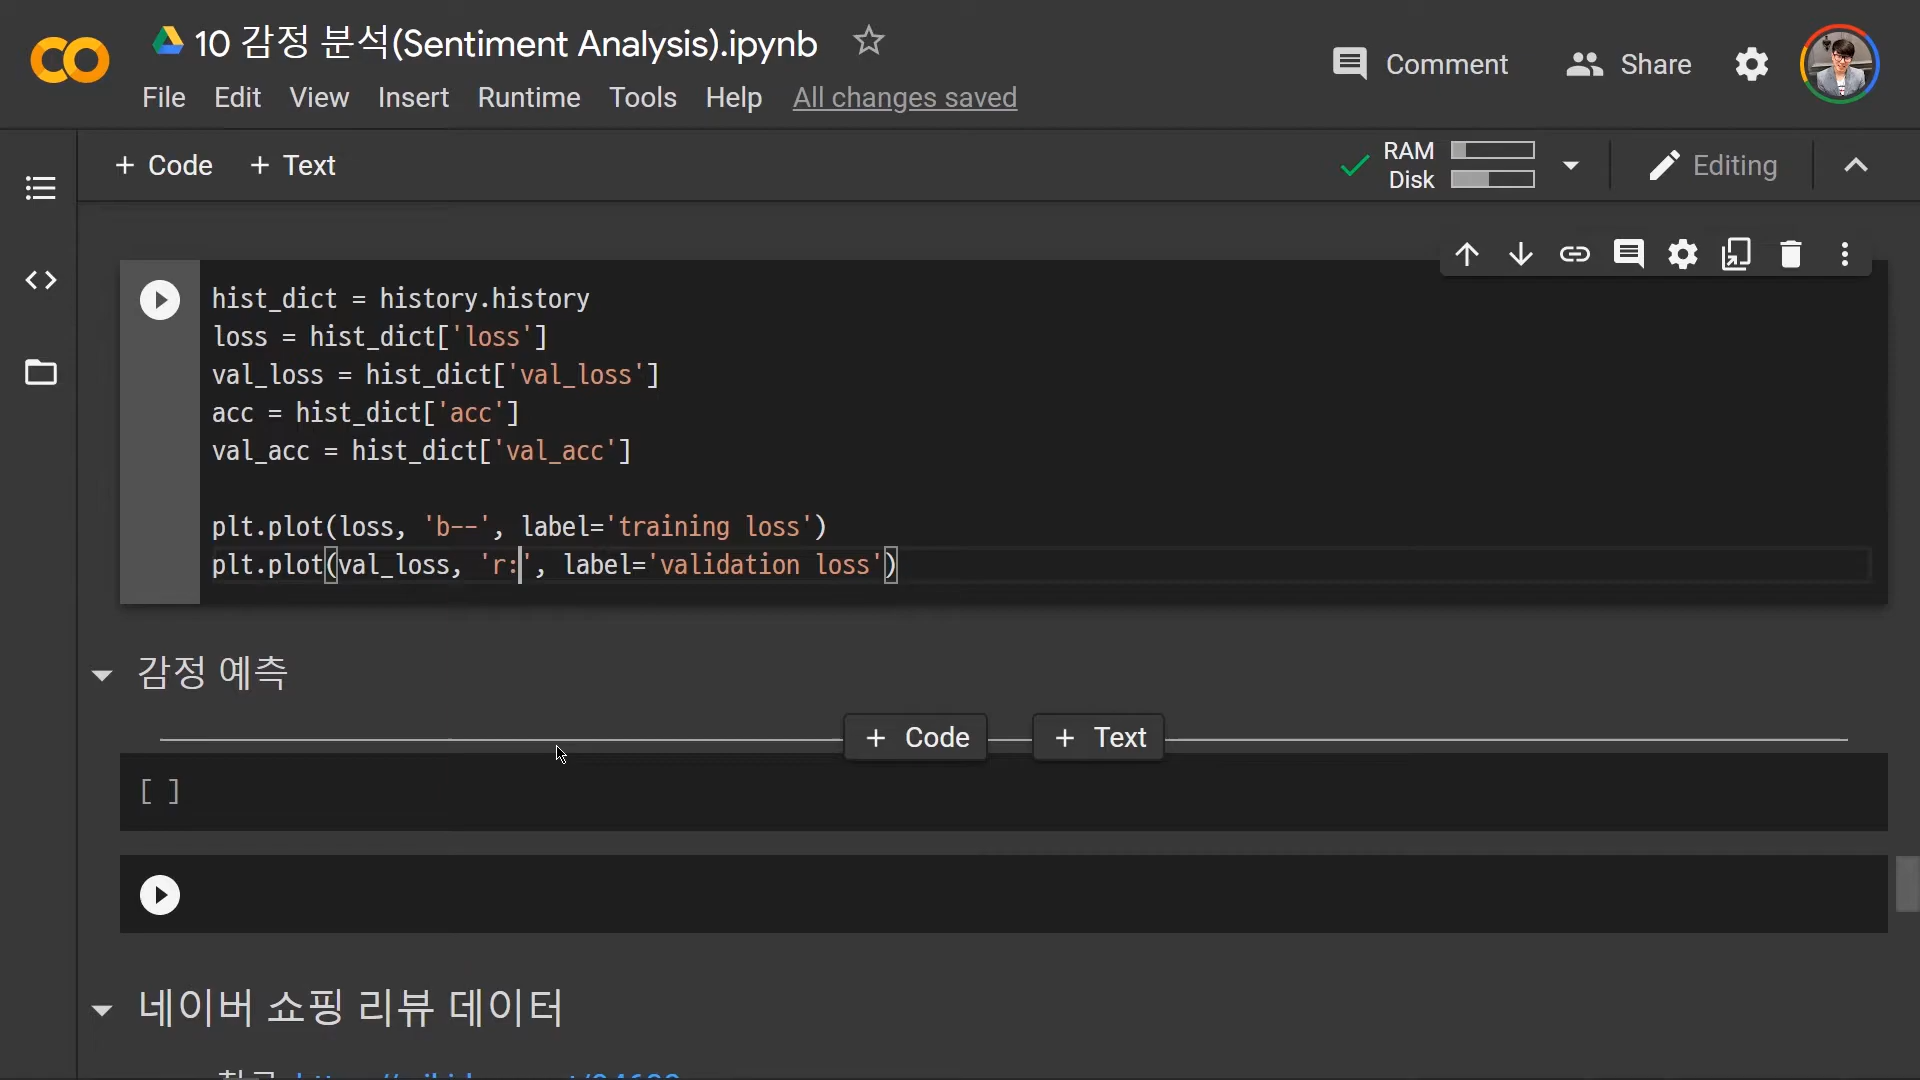 10 감정 분석(Sentiment Analysis).ipynb
Comment
Share
File Edit View Insert Runtime Tools Help All changes saved
+ Code + Text
RAM
Disk
Editing
hist_dict = history.history
loss = hist_dict['loss']
val_loss = hist_dict['val_loss']
acc = hist_dict['acc']
val_acc = hist_dict['val_acc']
plt.plot(loss, 'b--', label='training loss')
plt.plot(val_loss, 'r:', label='validation loss')
감정 예측
+ Code + Text
[ ]
네이버 쇼핑 리뷰 데이터